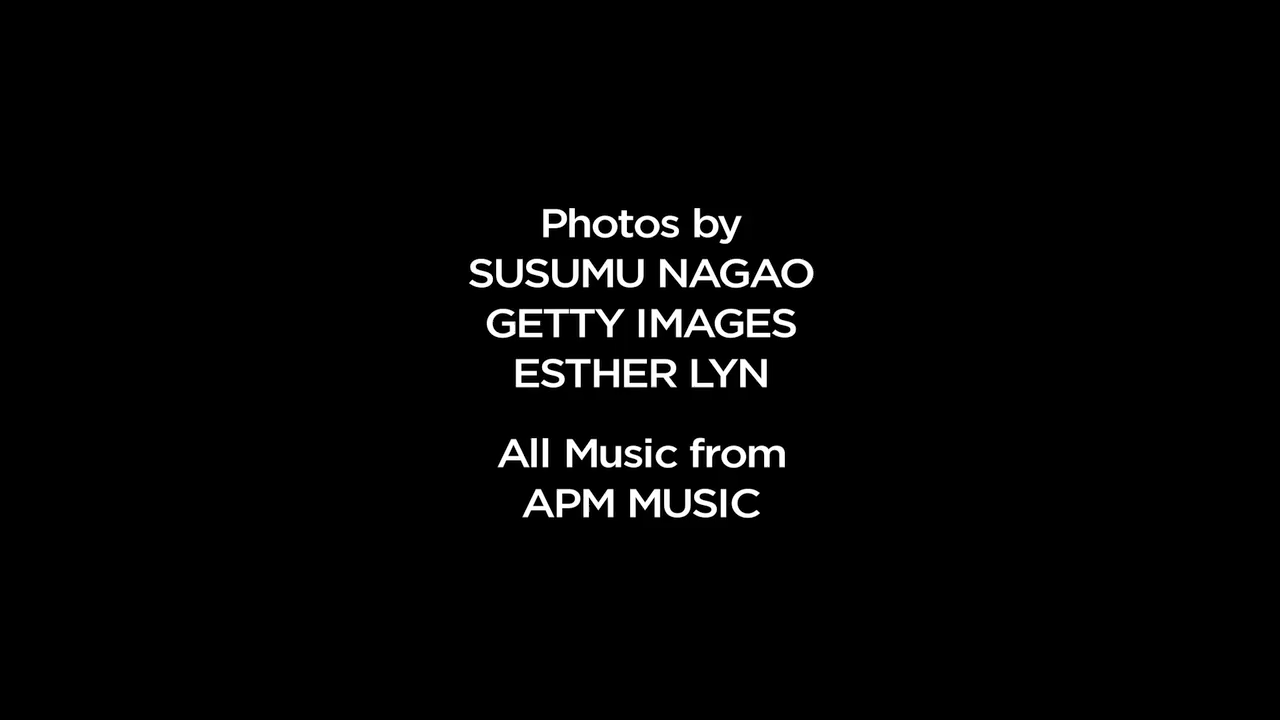 Photos by
SUSUMU NAGAO
GETTY IMAGES
ESTHER LYN
All Music from
APM MUSIC